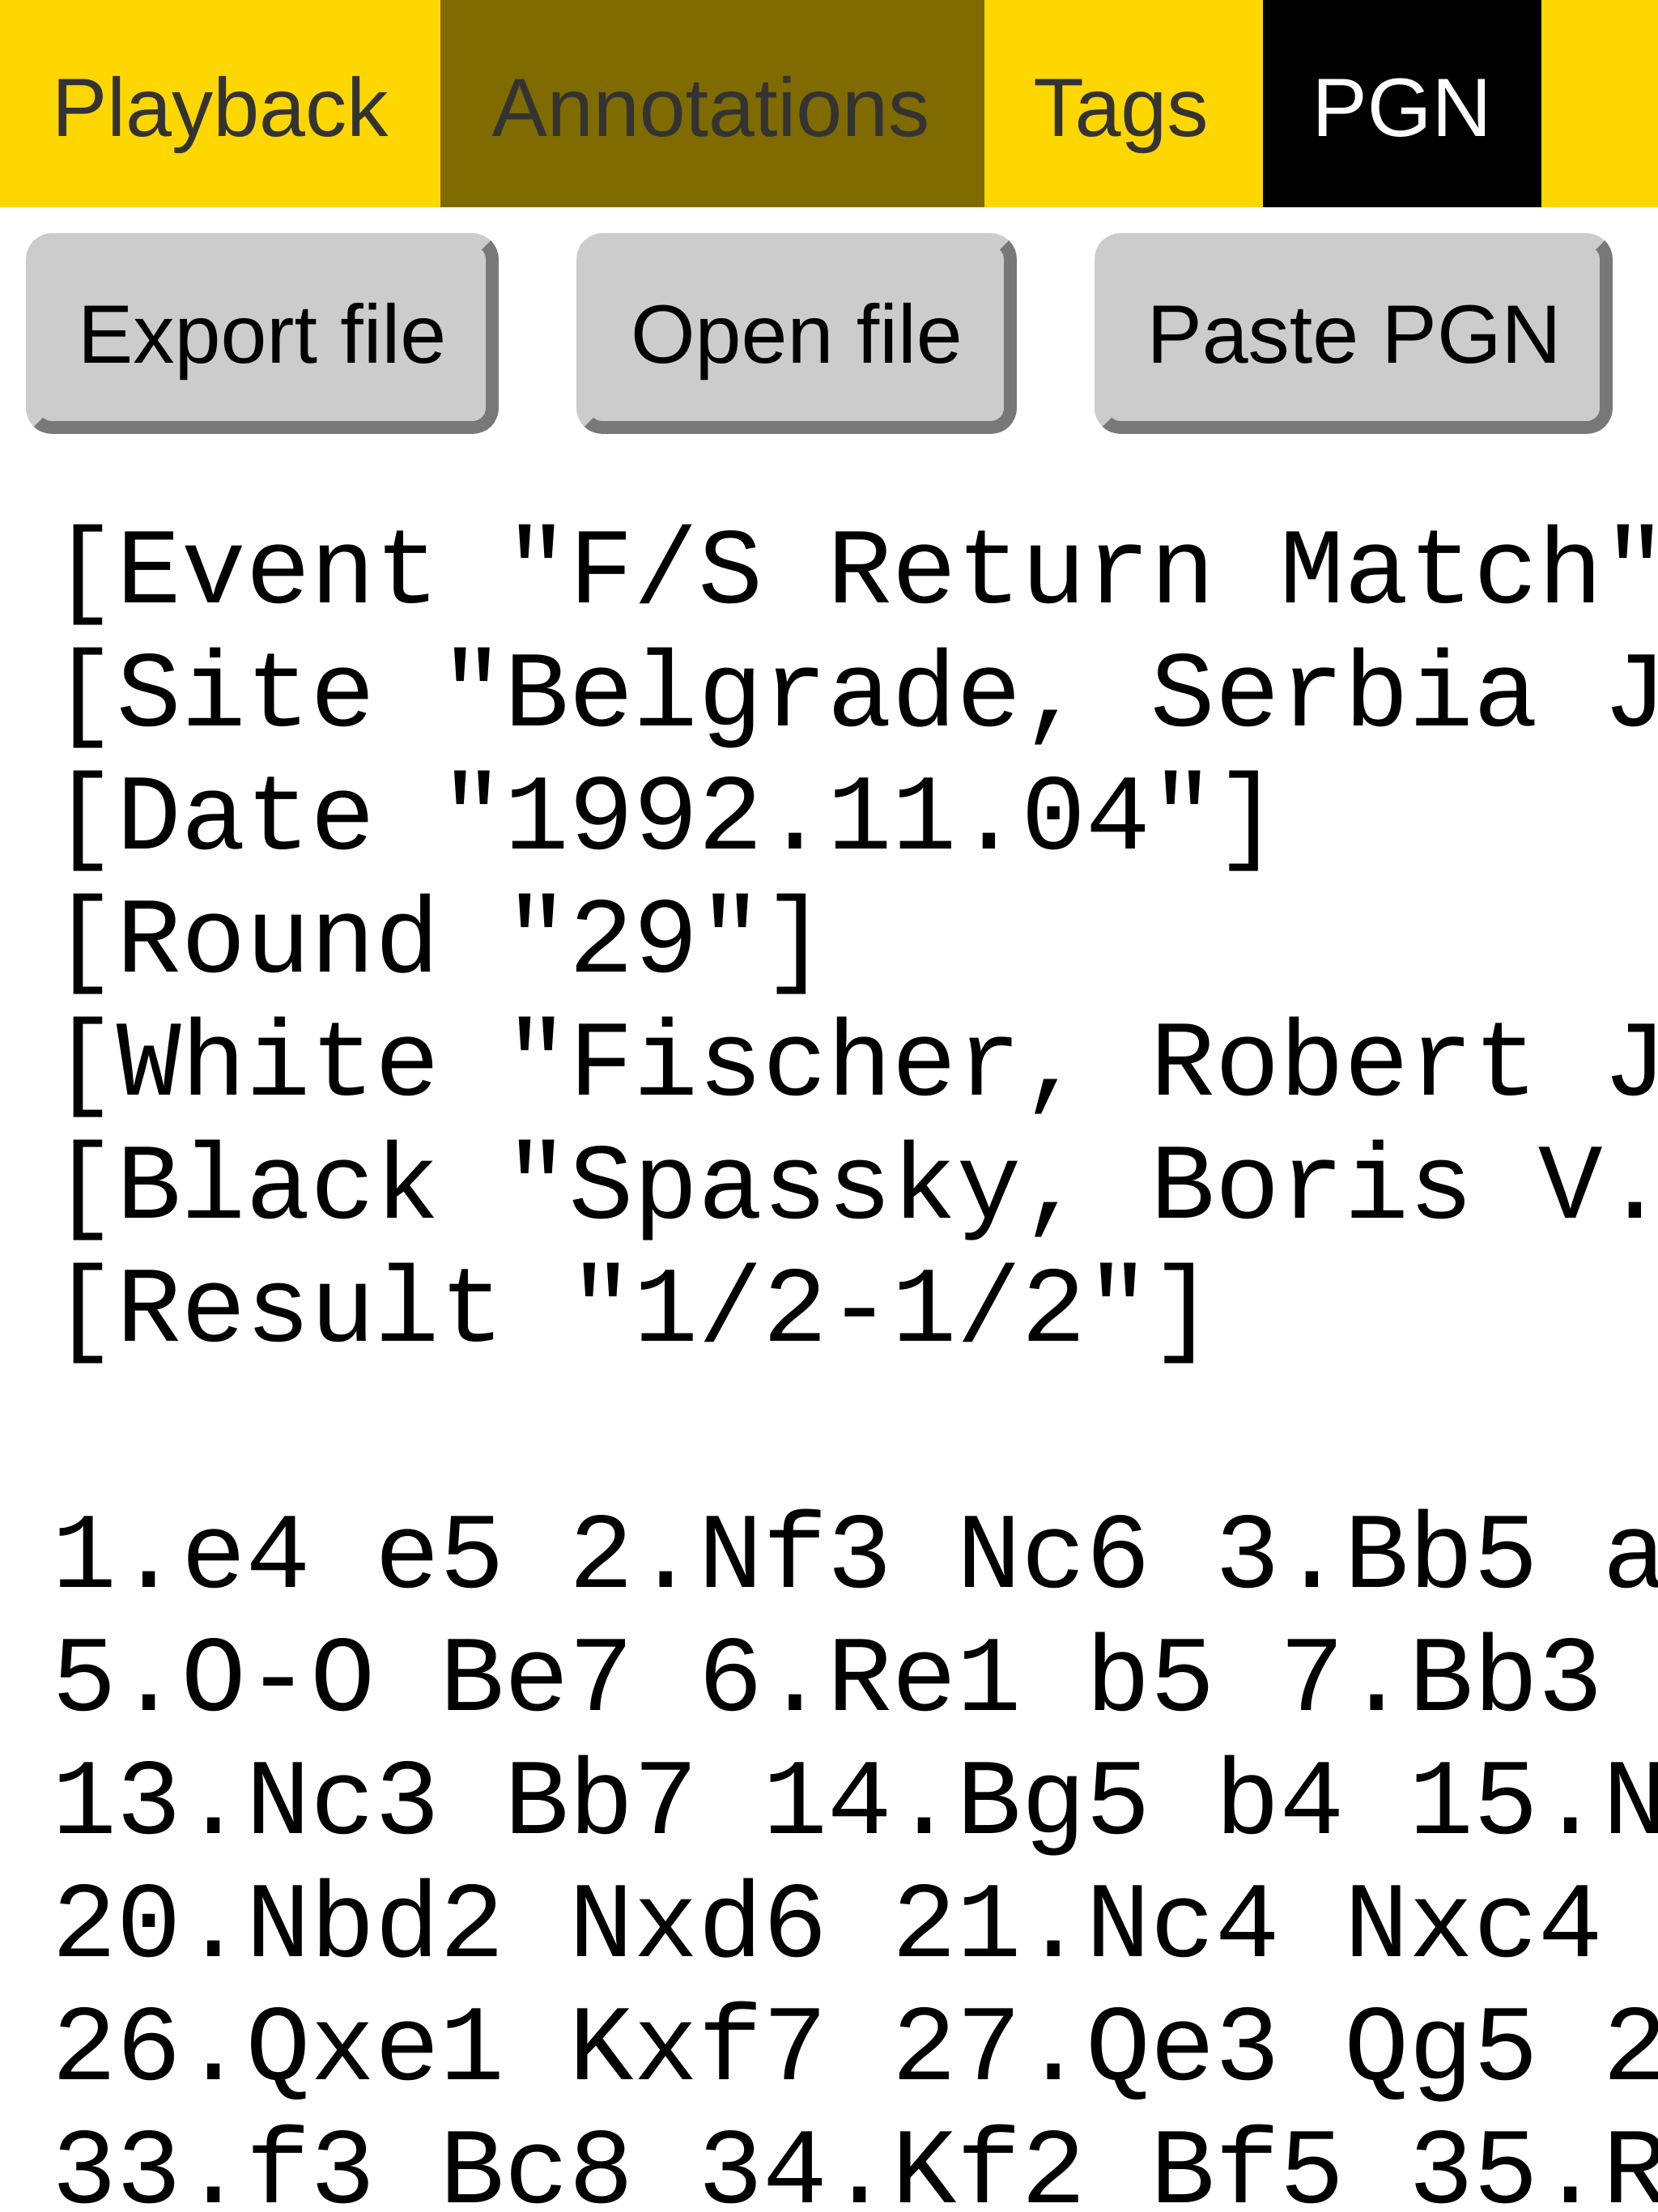 Playback Annotations Tags PGN
Export file Open file Paste PGN
[Event "F/S Return Match"
[Site "Belgrade, Serbia J
[Date "1992.11.04"]
[Round "29"]
[White "Fischer, Robert J
[Black "Spassky, Boris V.
[Result "1/2-1/2"]
1.e4 e5 2.Nf3 Nc6 3.Bb5 a
5.O-O Be7 6.Re1 b5 7.Bb3
13.Nc3 Bb7 14.Bg5 b4 15.N
20.Nbd2 Nxd6 21.Nc4 Nxc4
26.Qxe1 Kxf7 27.Qe3 Qg5 2
33.f3 Bc8 34.Kf2 Bf5 35.R